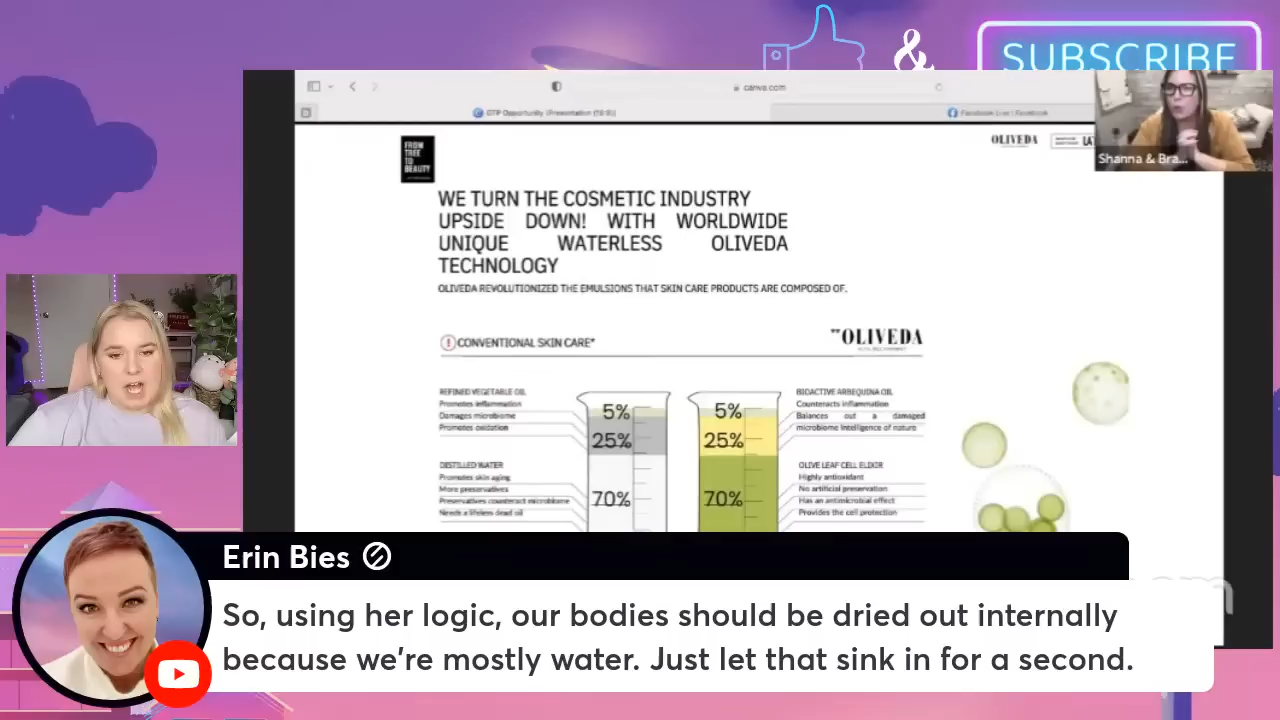 &
SUBSCRIBE
canva.com
Facebook Live | Facebook
Shanna & Bra...
FROM
TREE
TO
BEAUTY
OLIVEDA
WE TURN THE COSMETIC INDUSTRY
UPSIDE DOWN! WITH WORLDWIDE
UNIQUE WATERLESS OLIVEDA
TECHNOLOGY
OLIVEDA REVOLUTIONIZED THE EMULSIONS THAT SKIN CARE PRODUCTS ARE COMPOSED OF.
CONVENTIONAL SKIN CARE*
OLIVEDA
REFINED VEGETABLE OIL
Promotes inflammation
Damages microbiome
Promotes oxidation
5%
25%
5%
25%
BIOACTIVE ARBEQUINA OIL
Counteracts inflammation
Balances out a damaged
microbiome Intelligence of nature
DISTILLED WATER
Promotes skin aging
More preservatives
Preservatives counteract microbiome
Needs a lifeless dead oil
70%
70%
OLIVE LEAF CELL ELIXIR
Highly antioxidant
No artificial preservation
Has an antimicrobial effect
Provides the cell protection
Erin Bies
So, using her logic, our bodies should be dried out internally
because we're mostly water. Just let that sink in for a second.